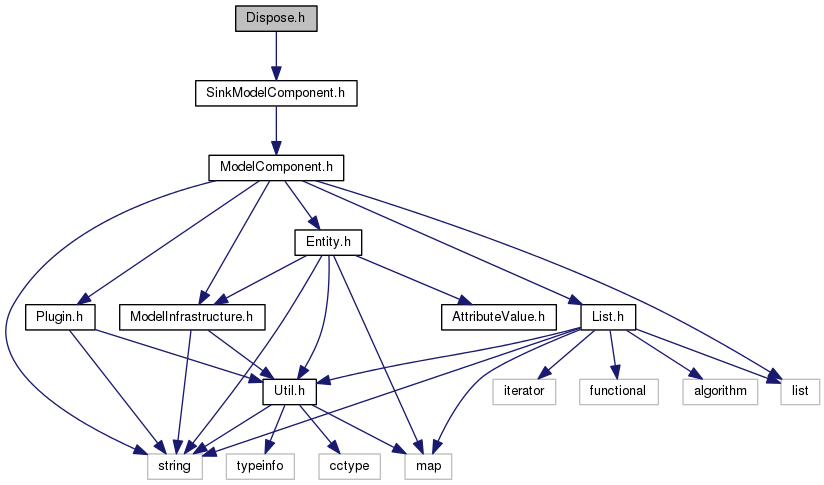 Dispose.h
SinkModelComponent.h
ModelComponent.h
Entity.h
Plugin.h
ModelInfrastructure.h
AttributeValue.h
List.h
Util.h
iterator
functional
algorithm
list
string
typeinfo
cctype
map